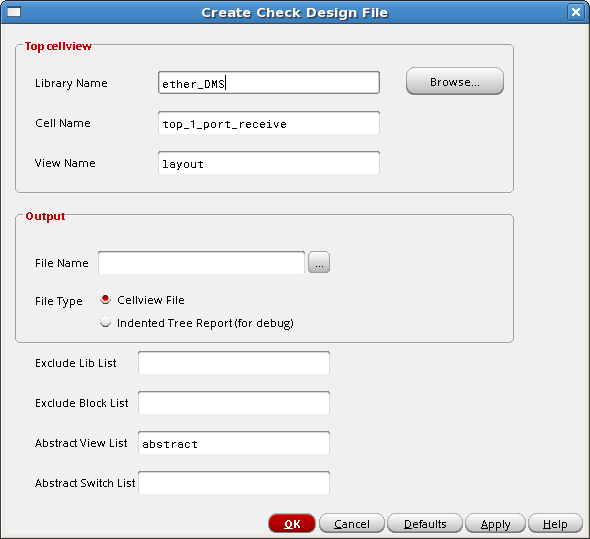 Create Check Design File
Top cellview
Library Name ether_DMS Browse...
Cell Name top_1_port_receive
View Name layout
Output
File Name ...
File Type Cellview File
Indented Tree Report (for debug)
Exclude Lib List
Exclude Block List
Abstract View List abstract
Abstract Switch List
OK Cancel Defaults Apply Help